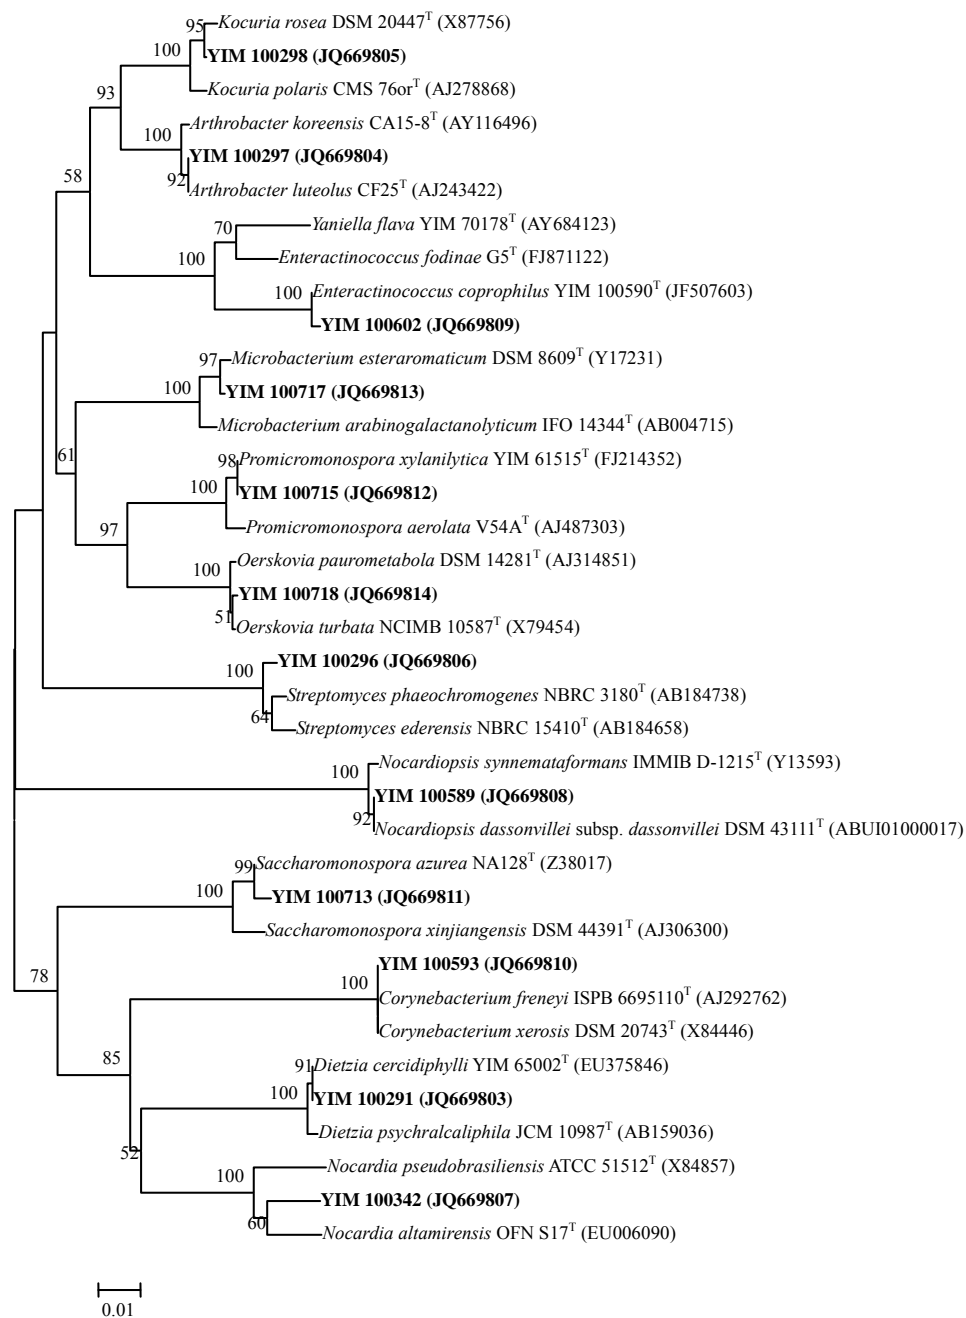 95 Kocuria rosea DSM 20447T (X87756)
100 YIM 100298 (JQ669805)
Kocuria polaris CMS 76orT (AJ278868)
93
100 Arthrobacter koreensis CA15-8T (AY116496)
YIM 100297 (JQ669804)
92 Arthrobacter luteolus CF25T (AJ243422)
58
70 Yaniella flava YIM 70178T (AY684123)
100 Enteractinococcus fodinae G5T (FJ871122)
100 Enteractinococcus coprophilus YIM 100590T (JF507603)
YIM 100602 (JQ669809)
97 Microbacterium esteraromaticum DSM 8609T (Y17231)
100 YIM 100717 (JQ669813)
Microbacterium arabinogalactanolyticum IFO 14344T (AB004715)
61
98 Promicromonospora xylanilytica YIM 61515T (FJ214352)
100 YIM 100715 (JQ669812)
Promicromonospora aerolata V54AT (AJ487303)
97
100 Oerskovia paurometabola DSM 14281T (AJ314851)
YIM 100718 (JQ669814)
51 Oerskovia turbata NCIMB 10587T (X79454)
100 YIM 100296 (JQ669806)
Streptomyces phaeochromogenes NBRC 3180T (AB184738)
64 Streptomyces ederensis NBRC 15410T (AB184658)
100 Nocardiopsis synnemataformans IMMIB D-1215T (Y13593)
YIM 100589 (JQ669808)
92 Nocardiopsis dassonvillei subsp. dassonvillei DSM 43111T (ABUI01000017)
99 Saccharomonospora azurea NA128T (Z38017)
100 YIM 100713 (JQ669811)
Saccharomonospora xinjiangensis DSM 44391T (AJ306300)
78
YIM 100593 (JQ669810)
100 Corynebacterium freneyi ISPB 6695110T (AJ292762)
Corynebacterium xerosis DSM 20743T (X84446)
85
91 Dietzia cercidiphylli YIM 65002T (EU375846)
100 YIM 100291 (JQ669803)
Dietzia psychralcaliphila JCM 10987T (AB159036)
52
100 Nocardia pseudobrasiliensis ATCC 51512T (X84857)
YIM 100342 (JQ669807)
60 Nocardia altamirensis OFN S17T (EU006090)
0.01